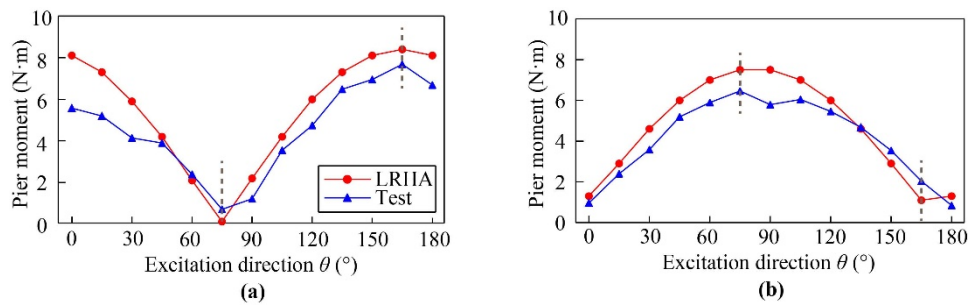 10
8
6
4
2
0
Pier moment (N·m)
LRIIA
Test
0 30 60 90 120 150 180
Excitation direction θ (°)
(a)
10
8
6
4
2
0
Pier moment (N·m)
0 30 60 90 120 150 180
Excitation direction θ (°)
(b)